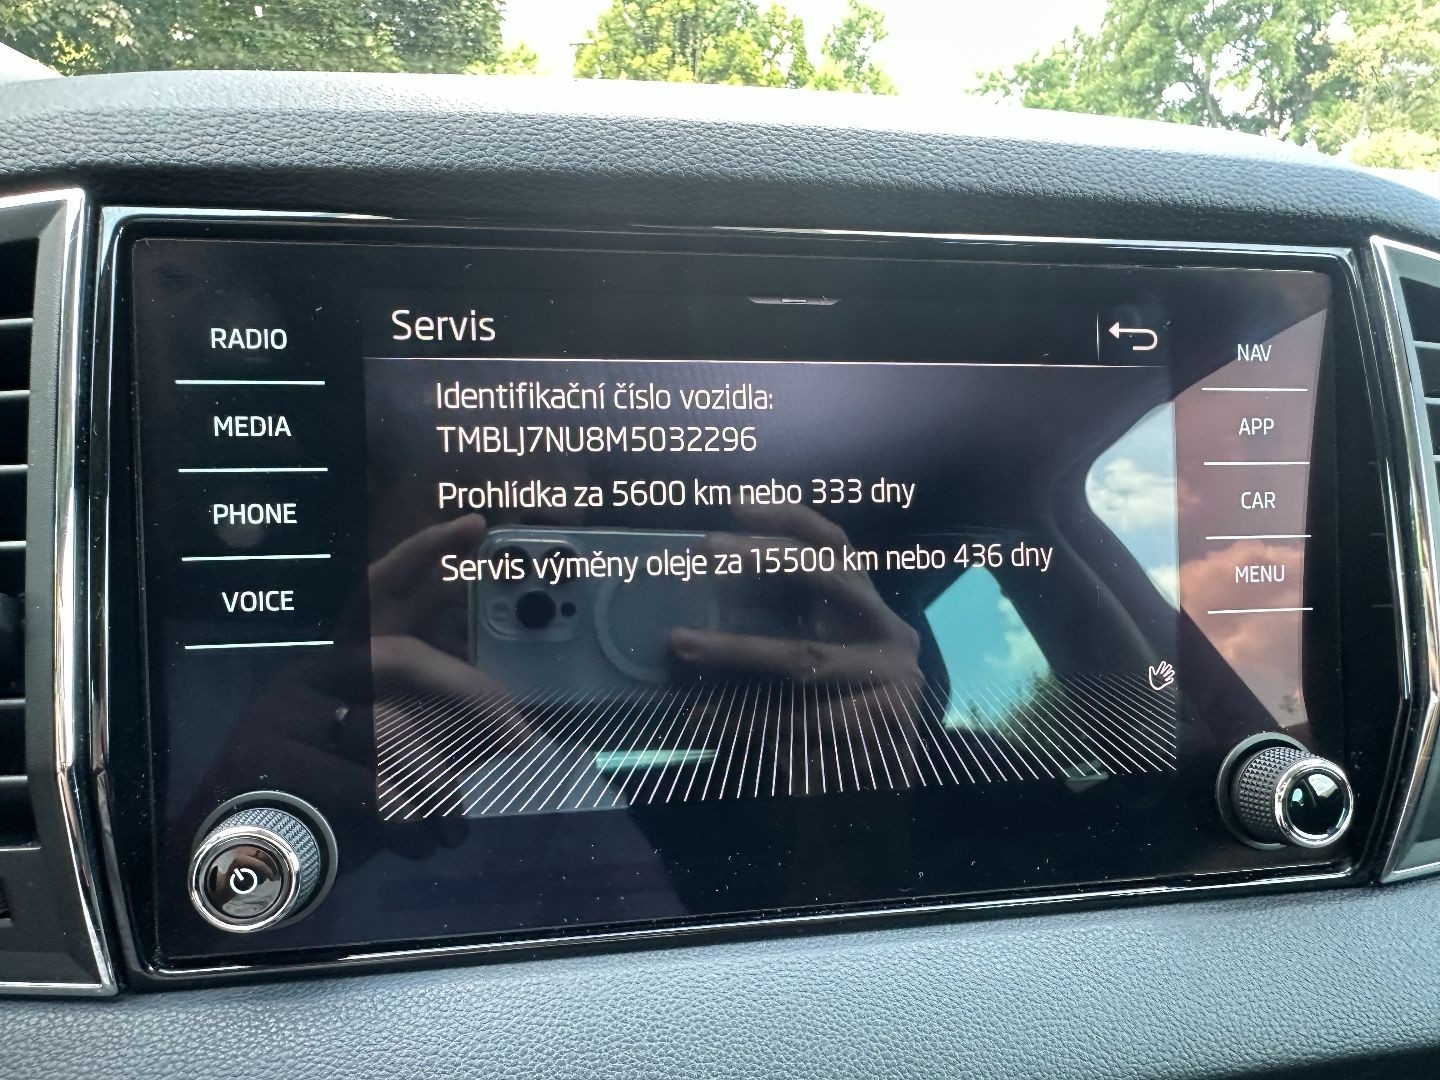 Servis
RADIO
MEDIA
PHONE
VOICE
Identifikační číslo vozidla:
TMBLJ7NU8M5032296
Prohlídka za 5600 km nebo 333 dny
Servis výměny oleje za 15500 km nebo 436 dny
NAV
APP
CAR
MENU